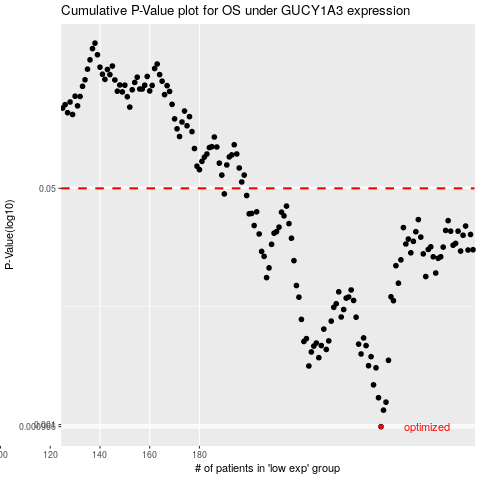 Cumulative P-Value plot for OS under GUCY1A3 expression
P-Value(log10)
0.05
optimized
00 120 140 160 180
# of patients in 'low exp' group